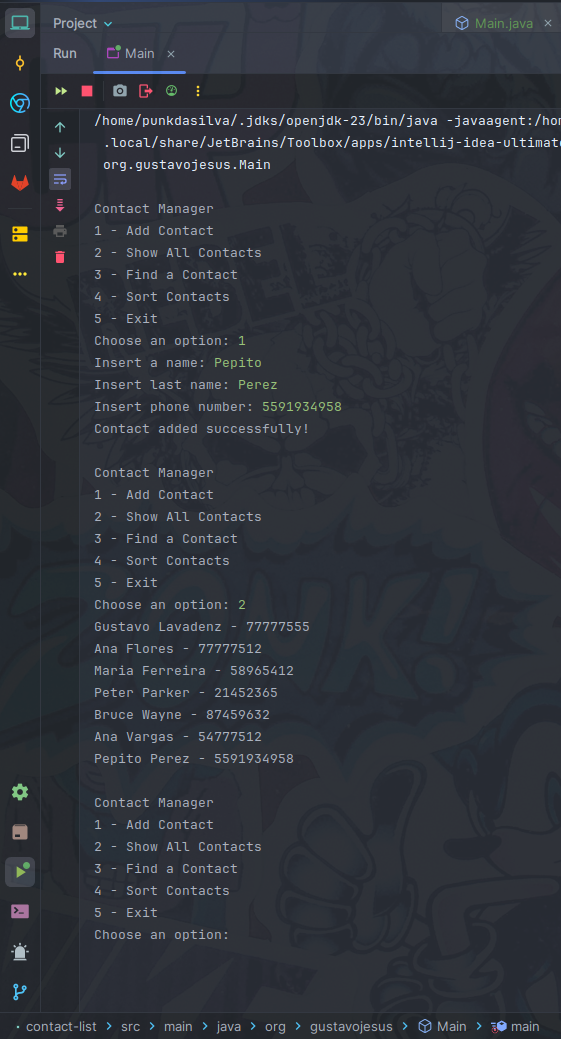 Project
Main.java
Run
Main
/home/punkdasilva/.jdks/openjdk-23/bin/java -javaagent:/hom
.local/share/JetBrains/Toolbox/apps/intellij-idea-ultimate
org.gustavojesus.Main
Contact Manager
1 - Add Contact
2 - Show All Contacts
3 - Find a Contact
4 - Sort Contacts
5 - Exit
Choose an option: 1
Insert a name: Pepito
Insert last name: Perez
Insert phone number: 5591934958
Contact added successfully!
Contact Manager
1 - Add Contact
2 - Show All Contacts
3 - Find a Contact
4 - Sort Contacts
5 - Exit
Choose an option: 2
Gustavo Lavadenz - 77777555
Ana Flores - 77777512
Maria Ferreira - 58965412
Peter Parker - 21452365
Bruce Wayne - 87459632
Ana Vargas - 54777512
Pepito Perez - 5591934958
Contact Manager
1 - Add Contact
2 - Show All Contacts
3 - Find a Contact
4 - Sort Contacts
5 - Exit
Choose an option:
contact-list > src > main > java > org > gustavojesus > Main > main